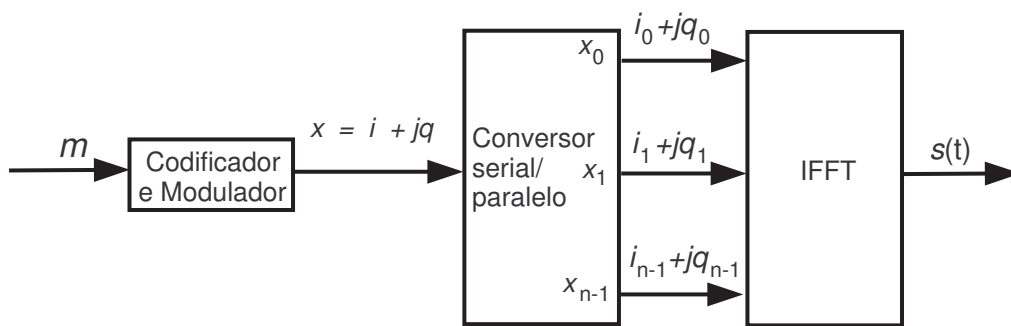 m
Codificador
e Modulador
x = i + jq
Conversor
serial/
paralelo
x0
x1
xn-1
i0+jq0
i1+jq1
in-1+jqn-1
IFFT
s(t)